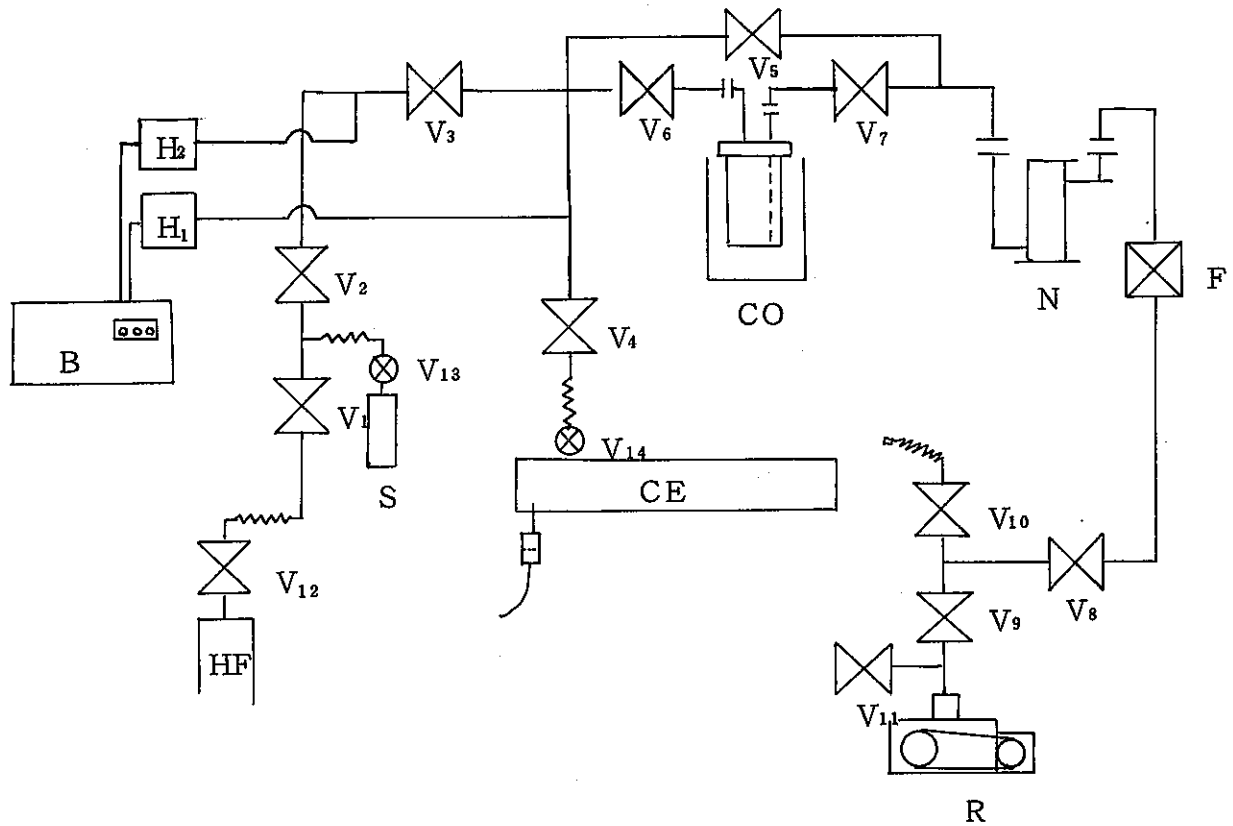 V₅
V₃
V₆
V₇
H₂
H₁
V₂
CO
N
F
B
V₄
V₁₃
V₁
S
V₁₄
CE
V₁₀
V₁₂
V₉
V₈
HF
V₁₁
R